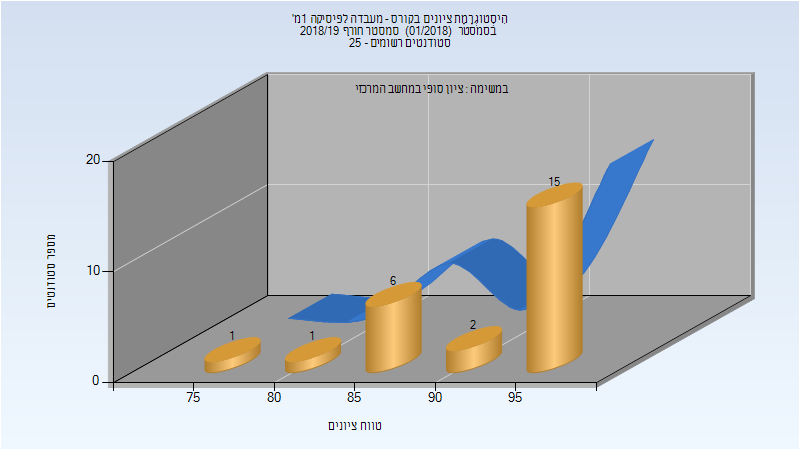 היסטוגרמת ציונים בקורס - מעבדה לפיסיקה 1מ'
בסמסטר (01/2018) סמסטר חורף 2018/19
סטודנטים רשומים - 25
במשימה : ציון סופי במחשב המרכזי
מספר סטודנטים
20
10
0
1
1
6
2
15
75
80
85
90
95
טווח ציונים